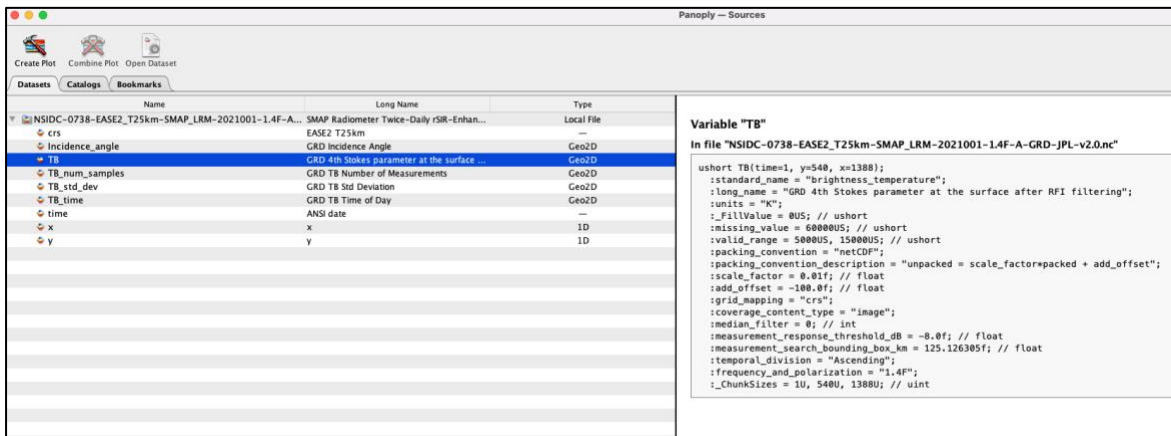 Panoply — Sources
Create Plot Combine Plot Open Dataset
Datasets Catalogs Bookmarks
Name Long Name Type
NSIDC-0738-EASE2_T25km-SMAP_LRM-2021001-1.4F-A... SMAP Radiometer Twice-Daily rSIR-Enhan... Local File
crs EASE2 T25km —
Incidence_angle GRD Incidence Angle Geo2D
TB GRD 4th Stokes parameter at the surface ... Geo2D
TB_num_samples GRD TB Number of Measurements Geo2D
TB_std_dev GRD TB Std Deviation Geo2D
TB_time GRD TB Time of Day Geo2D
time ANSI date —
x x 1D
y y 1D
Variable "TB"
In file "NSIDC-0738-EASE2_T25km-SMAP_LRM-2021001-1.4F-A-GRD-JPL-v2.0.nc"
ushort TB(time=1, y=540, x=1388);
:standard_name = "brightness_temperature";
:long_name = "GRD 4th Stokes parameter at the surface after RFI filtering";
:units = "K";
:_FillValue = 0US; // ushort
:missing_value = 60000US; // ushort
:valid_range = 5000US, 15000US; // ushort
:packing_convention = "netCDF";
:packing_convention_description = "unpacked = scale_factor*packed + add_offset";
:scale_factor = 0.01f; // float
:add_offset = -100.0f; // float
:grid_mapping = "crs";
:coverage_content_type = "image";
:median_filter = 0; // int
:measurement_response_threshold_dB = -8.0f; // float
:measurement_search_bounding_box_km = 125.126305f; // float
:temporal_division = "Ascending";
:frequency_and_polarization = "1.4F";
:_ChunkSizes = 1U, 540U, 1388U; // uint